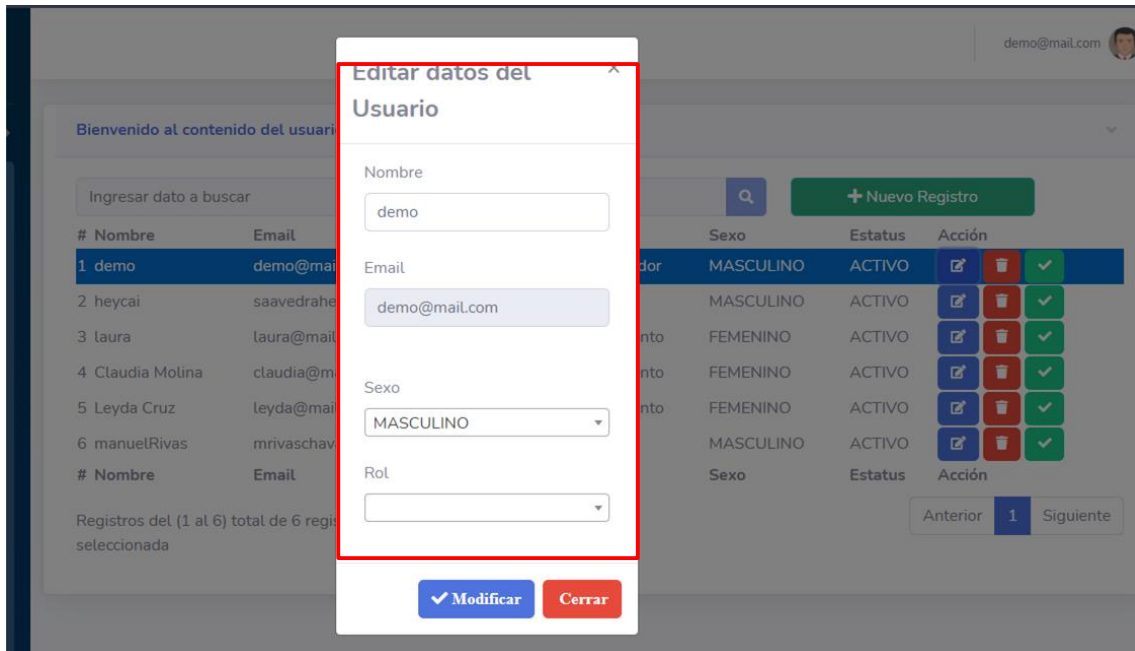 demo@mail.com
Editar datos del
Usuario
×
Bienvenido al contenido del usuari
Nombre
demo
Email
demo@mail.com
Sexo
MASCULINO
Rol
Modificar
Cerrar
Ingresar dato a buscar
Nuevo Registro
# Nombre Email Sexo Estatus Acción
1 demo demo@mai dor MASCULINO ACTIVO
2 heycai saavedrahe MASCULINO ACTIVO
3 laura laura@mail nto FEMENINO ACTIVO
4 Claudia Molina claudia@m nto FEMENINO ACTIVO
5 Leyda Cruz leyda@mai nto FEMENINO ACTIVO
6 manuelRivas mrivaschav MASCULINO ACTIVO
# Nombre Email Sexo Estatus Acción
Registros del (1 al 6) total de 6 regis
seleccionada
Anterior 1 Siguiente